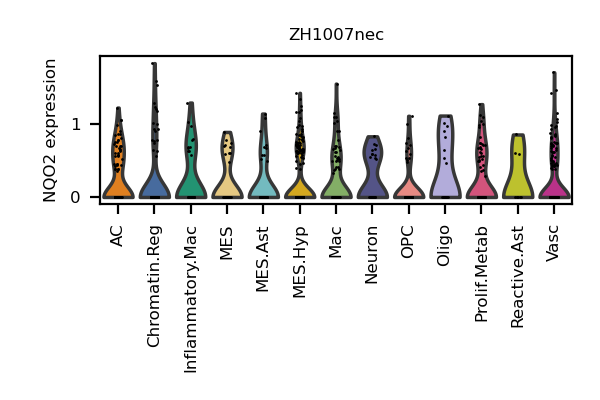 ZH1007nec
NQO2 expression
1
0
AC
Chromatin.Reg
Inflammatory.Mac
MES
MES.Ast
MES.Hyp
Mac
Neuron
OPC
Oligo
Prolif.Metab
Reactive.Ast
Vasc